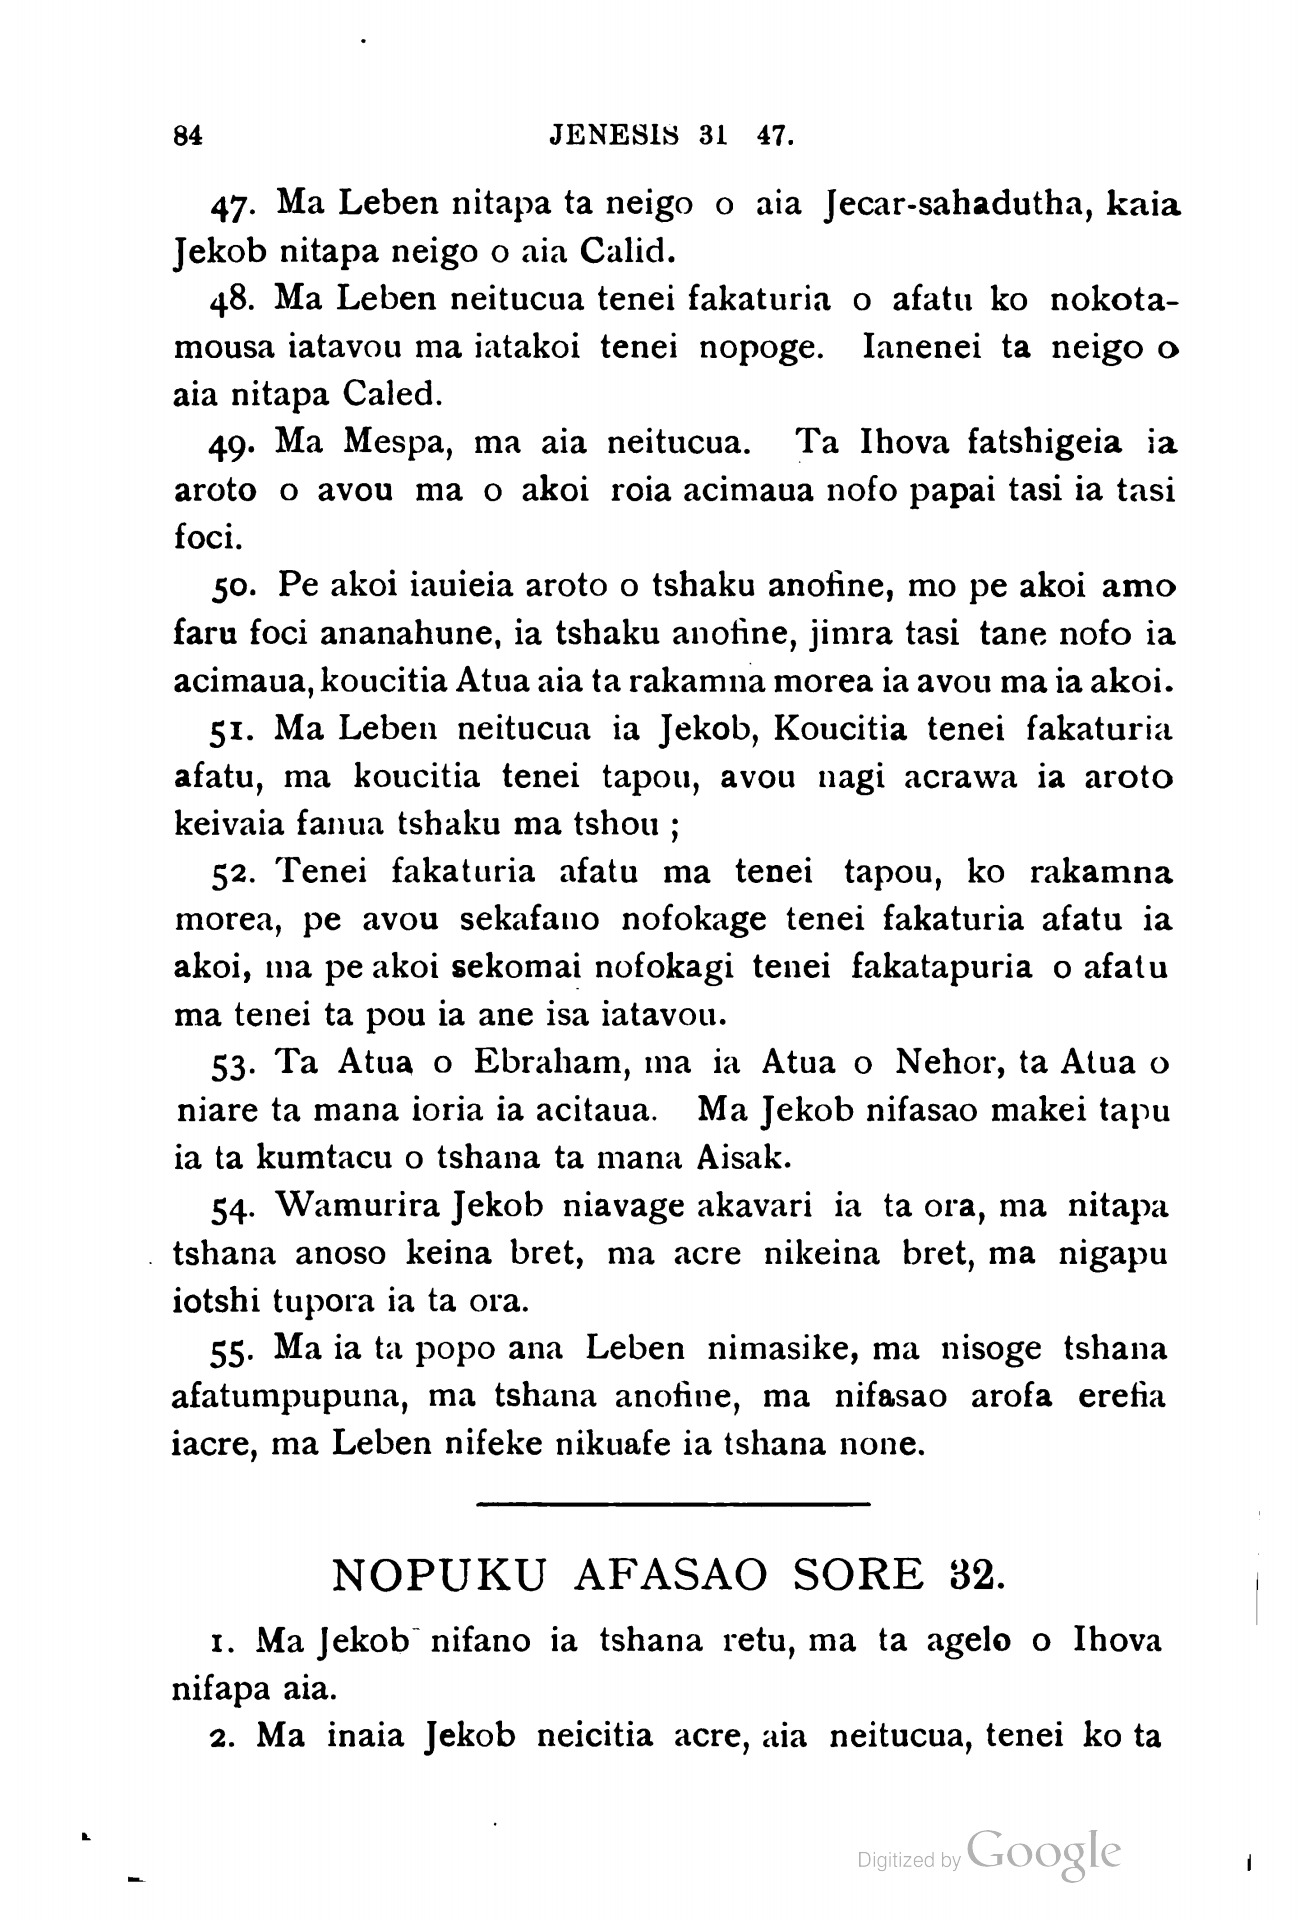 84 JENESIS 31 47.
47. Ma Leben nitapa ta neigo o aia Jecar-sahadutha, kaia
Jekob nitapa neigo o aia Calid.
48. Ma Leben neitucua tenei fakaturia o afatu ko nokota-
mousa iatavou ma iatakoi tenei nopoge. Ianenei ta neigo o
aia nitapa Caled.
49. Ma Mespa, ma aia neitucua. Ta Ihova fatshigeia ia
aroto o avou ma o akoi roia acimaua nofo papai tasi ia tasi
foci.
50. Pe akoi iauieia aroto o tshaku anofine, mo pe akoi amo
faru foci ananahune, ia tshaku anofine, jimra tasi tane nofo ia
acimaua, koucitia Atua aia ta rakamna morea ia avou ma ia akoi.
51. Ma Leben neitucua ia Jekob, Koucitia tenei fakaturia
afatu, ma koucitia tenei tapou, avou nagi acrawa ia aroto
keivaia fanua tshaku ma tshou ;
52. Tenei fakaturia afatu ma tenei tapou, ko rakamna
morea, pe avou sekafano nofokage tenei fakaturia afatu ia
akoi, ma pe akoi sekomai nofokagi tenei fakatapuria o afatu
ma tenei ta pou ia ane isa iatavou.
53. Ta Atua o Ebraham, ma ia Atua o Nehor, ta Atua o
niare ta mana ioria ia acitaua. Ma Jekob nifasao makei tapu
ia ta kumtacu o tshana ta mana Aisak.
54. Wamurira Jekob niavage akavari ia ta ora, ma nitapa
tshana anoso keina bret, ma acre nikeina bret, ma nigapu
iotshi tupora ia ta ora.
55. Ma ia ta popo ana Leben nimasike, ma nisoge tshana
afatumpupuna, ma tshana anofine, ma nifasao arofa erefia
iacre, ma Leben nifeke nikuafe ia tshana none.
NOPUKU AFASAO SORE 32.
1. Ma Jekob nifano ia tshana retu, ma ta agelo o Ihova
nifapa aia.
2. Ma inaia Jekob neicitia acre, aia neitucua, tenei ko ta
Digitized by Google